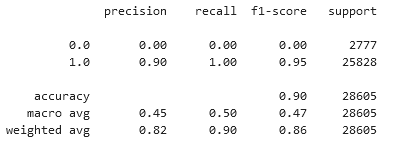 precision recall f1-score support
0.0 0.00 0.00 0.00 2777
1.0 0.90 1.00 0.95 25828
accuracy 0.90 28605
macro avg 0.45 0.50 0.47 28605
weighted avg 0.82 0.90 0.86 28605